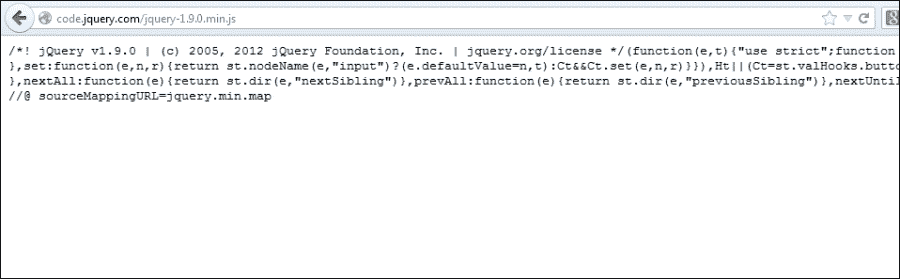 code.jquery.com/jquery-1.9.0.min.js
/*! jQuery v1.9.0 | (c) 2005, 2012 jQuery Foundation, Inc. | jquery.org/license */(function(e,t){"use strict";function
},set:function(e,n,r){return st.nodeName(e,"input")?(e.defaultValue=n,t):Ct&&Ct.set(e,n,r)}}),Ht||(Ct=st.valHooks.butto
},nextAll:function(e){return st.dir(e,"nextSibling")},prevAll:function(e){return st.dir(e,"previousSibling")},nextUntil
//@ sourceMappingURL=jquery.min.map